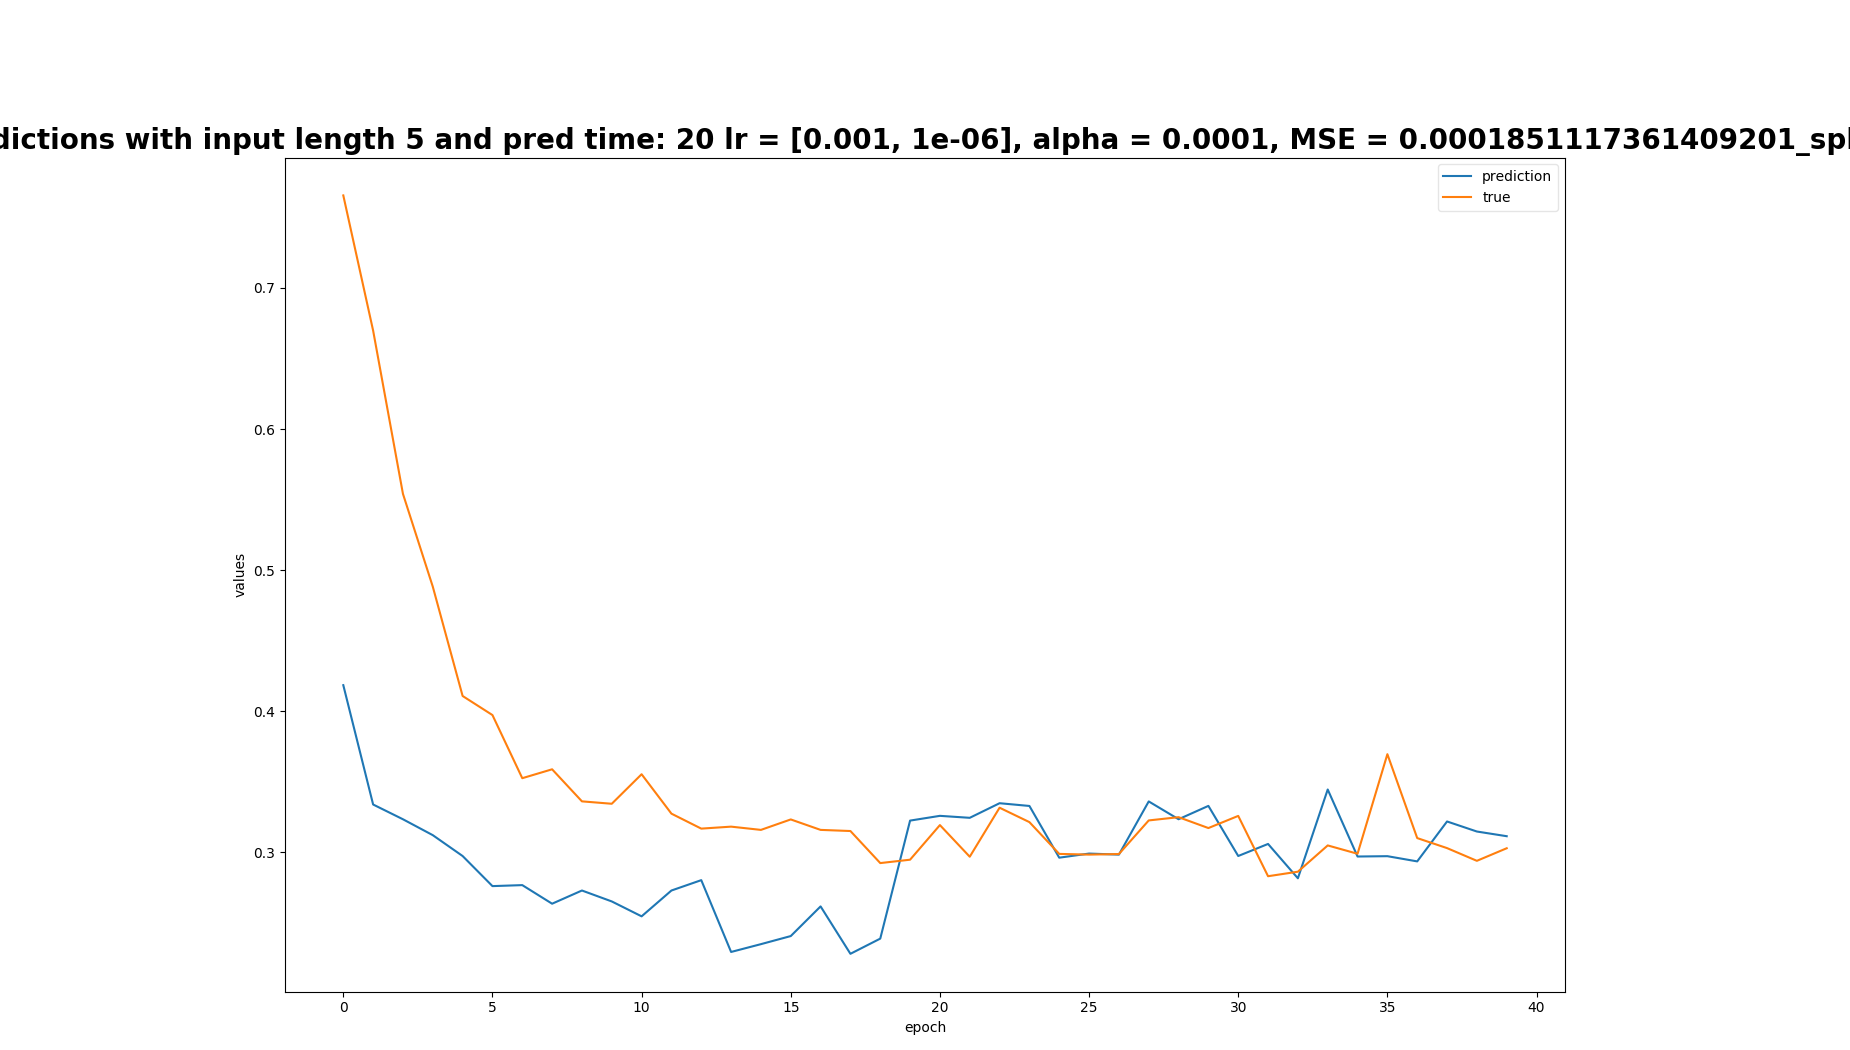 dictions with input length 5 and pred time: 20 lr = [0.001, 1e-06], alpha = 0.0001, MSE = 0.0001851117361409201_spl
prediction
true
0.7
0.6
0.5
0.4
0.3
values
0 5 10 15 20 25 30 35 40
epoch